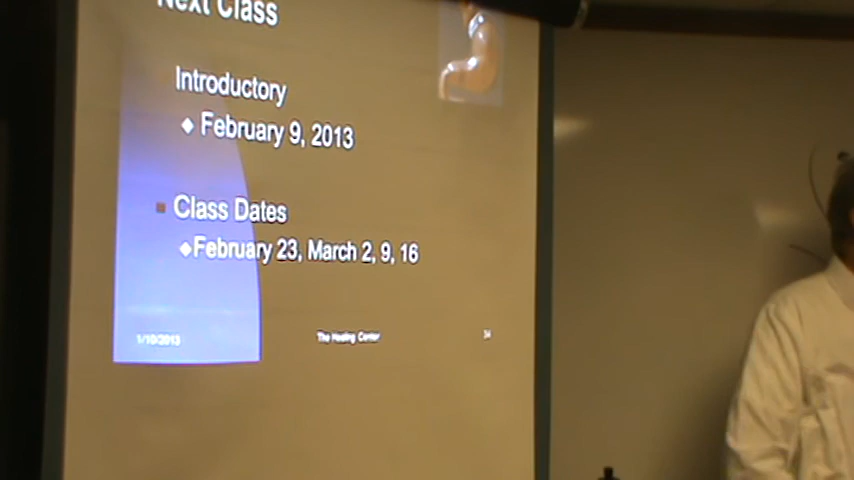 Next Class
Introductory
◆ February 9, 2013
■ Class Dates
◆February 23, March 2, 9, 16
1/10/2013
The Healing Center
34